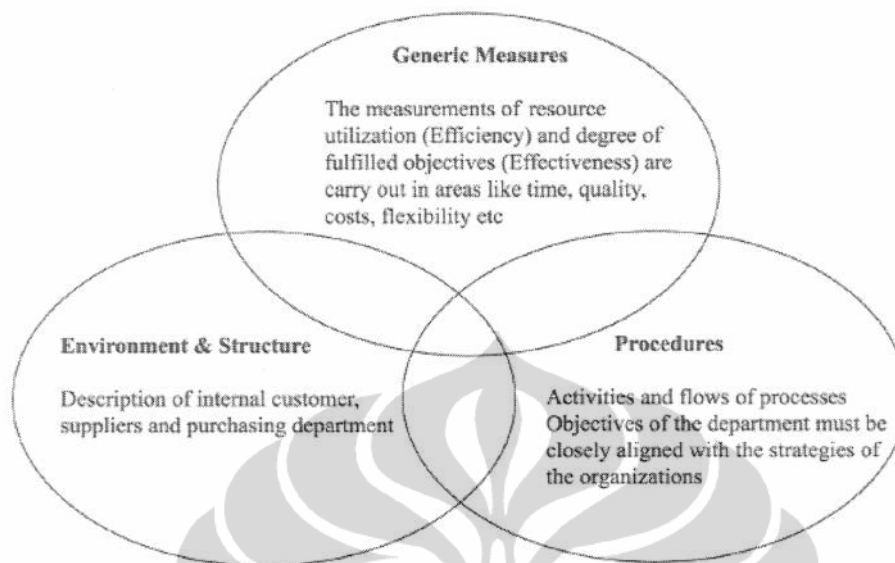 Generic Measures
The measurements of resource
utilization (Efficiency) and degree of
fulfilled objectives (Effectiveness) are
carry out in areas like time, quality,
costs, flexibility etc
Environment & Structure
Description of internal customer,
suppliers and purchasing department
Procedures
Activities and flows of processes
Objectives of the department must be
closely aligned with the strategies of
the organizations